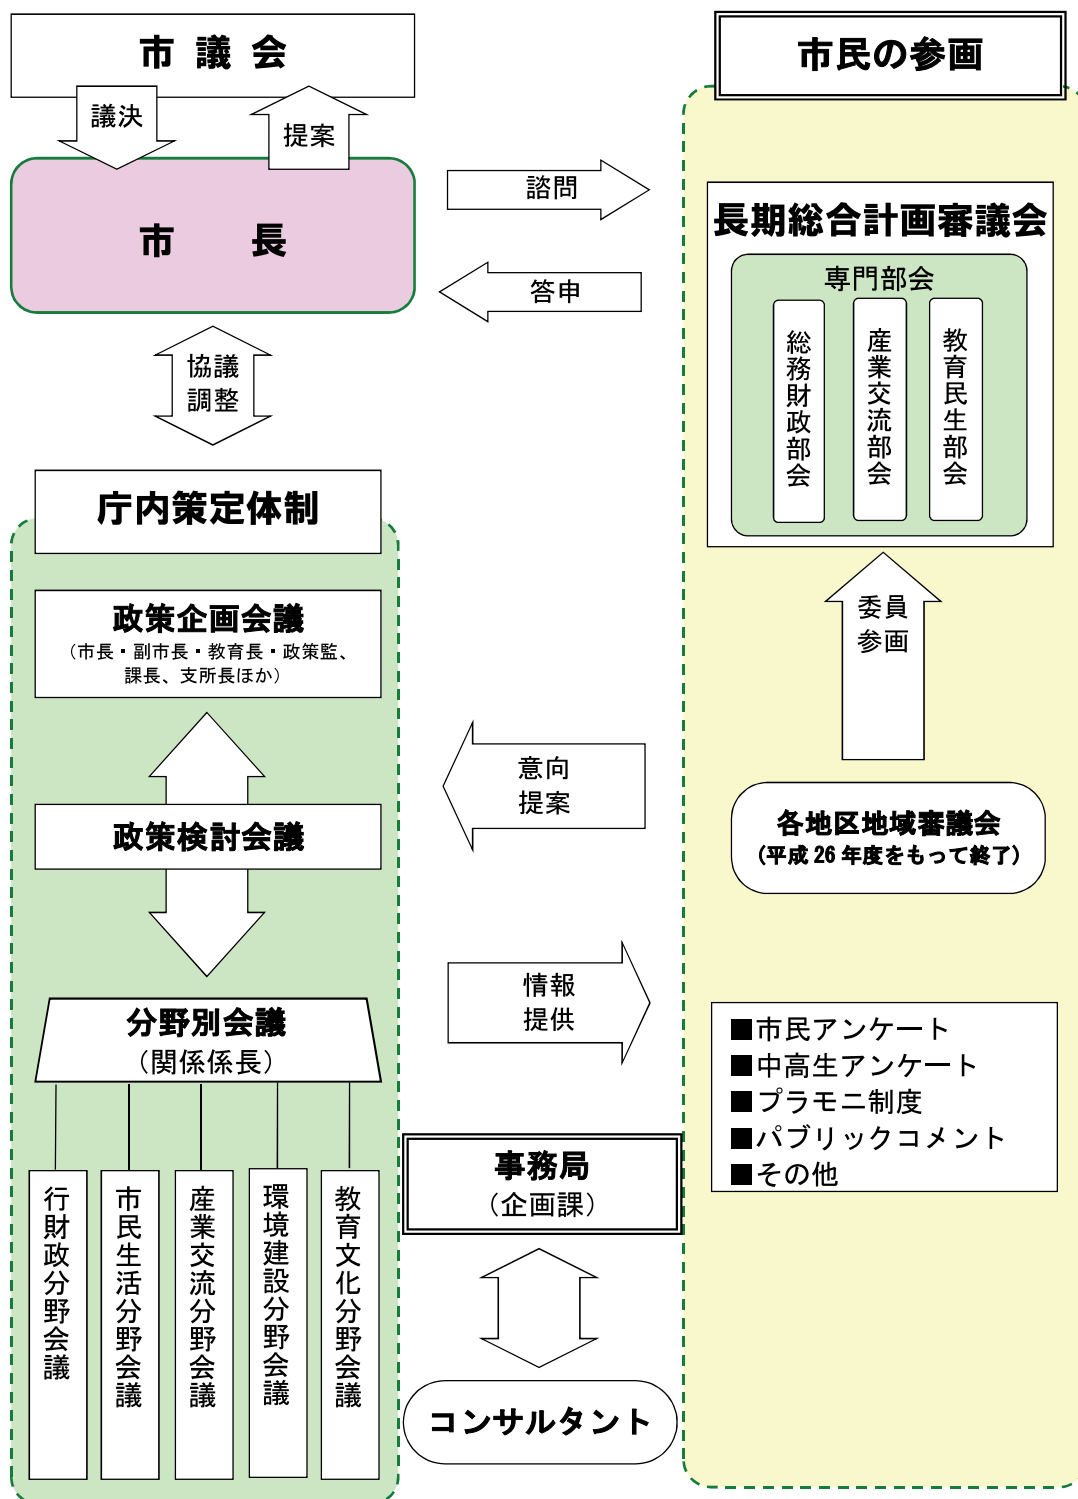 市議会
議決
提案
市長
諮問
答申
協議
調整
庁内策定体制
政策企画会議
（市長・副市長・教育長・政策監、
課長、支所長ほか）
政策検討会議
分野別会議
（関係係長）
行財政分野会議
市民生活分野会議
産業交流分野会議
環境建設分野会議
教育文化分野会議
意向
提案
情報
提供
事務局
（企画課）
コンサルタント
市民の参画
長期総合計画審議会
専門部会
総務財政部会
産業交流部会
教育民生部会
委員
参画
各地区地域審議会
（平成26年度をもって終了）
■市民アンケート
■中高生アンケート
■プラモニ制度
■パブリックコメント
■その他